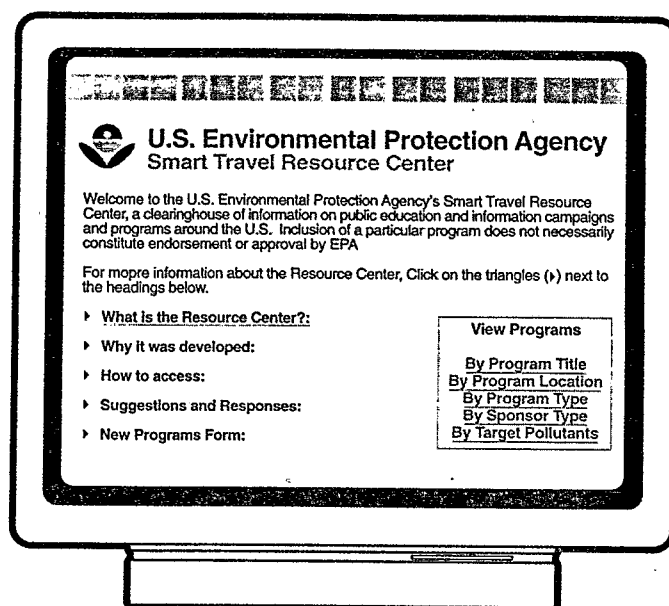 U.S. Environmental Protection Agency
Smart Travel Resource Center
Welcome to the U.S. Environmental Protection Agency's Smart Travel Resource
Center, a clearinghouse of information on public education and information campaigns
and programs around the U.S. Inclusion of a particular program does not necessarily
constitute endorsement or approval by EPA
For mopre information about the Resource Center, Click on the triangles (▸) next to
the headings below.
▸ What is the Resource Center?:
▸ Why it was developed:
▸ How to access:
▸ Suggestions and Responses:
▸ New Programs Form:
View Programs
By Program Title
By Program Location
By Program Type
By Sponsor Type
By Target Pollutants